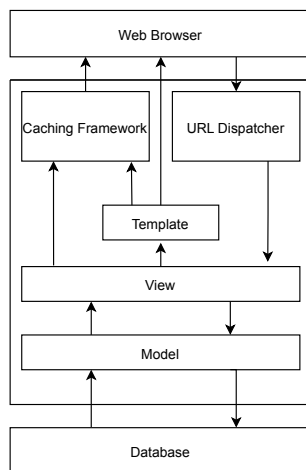 Web Browser
Caching Framework
URL Dispatcher
Template
View
Model
Database